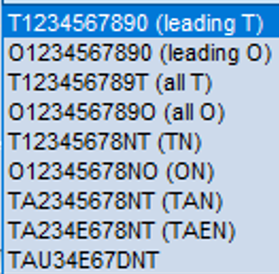 T1234567890 (leading T)
O1234567890 (leading O)
T123456789T (all T)
O123456789O (all O)
T12345678NT (TN)
O12345678NO (ON)
TA2345678NT (TAN)
TA234E678NT (TAEN)
TAU34E67DNT